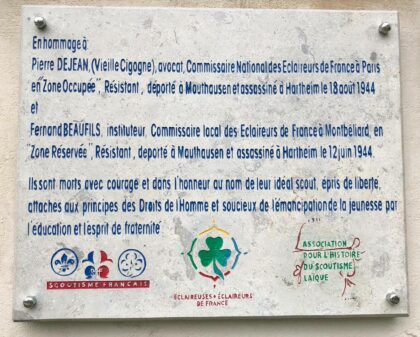 En hommage à
Pierre DEJEAN, (Vieille Cigogne), avocat, Commissaire National des Eclaireurs de France à Paris
en "Zone Occupée", Résistant, déporté à Mauthausen et assassiné à Hartheim le 18 août 1944
et
Fernand BEAUFILS, instituteur, Commissaire local des Eclaireurs de France à Montbéliard, en
"Zone Réservée", Résistant, déporté à Mauthausen et assassiné à Hartheim le 12 juin 1944.
Ils sont morts avec courage et dans l'honneur au nom de leur idéal scout, épris de liberté,
attachés aux principes des Droits de l'Homme et soucieux de l'émancipation de la jeunesse par
l'éducation et l'esprit de fraternité
SCOUTISME FRANÇAIS
ÉCLAIREUSES + ÉCLAIREURS
DE FRANCE
ASSOCIATION
POUR L'HISTOIRE
DU SCOUTISME
LAÏQUE